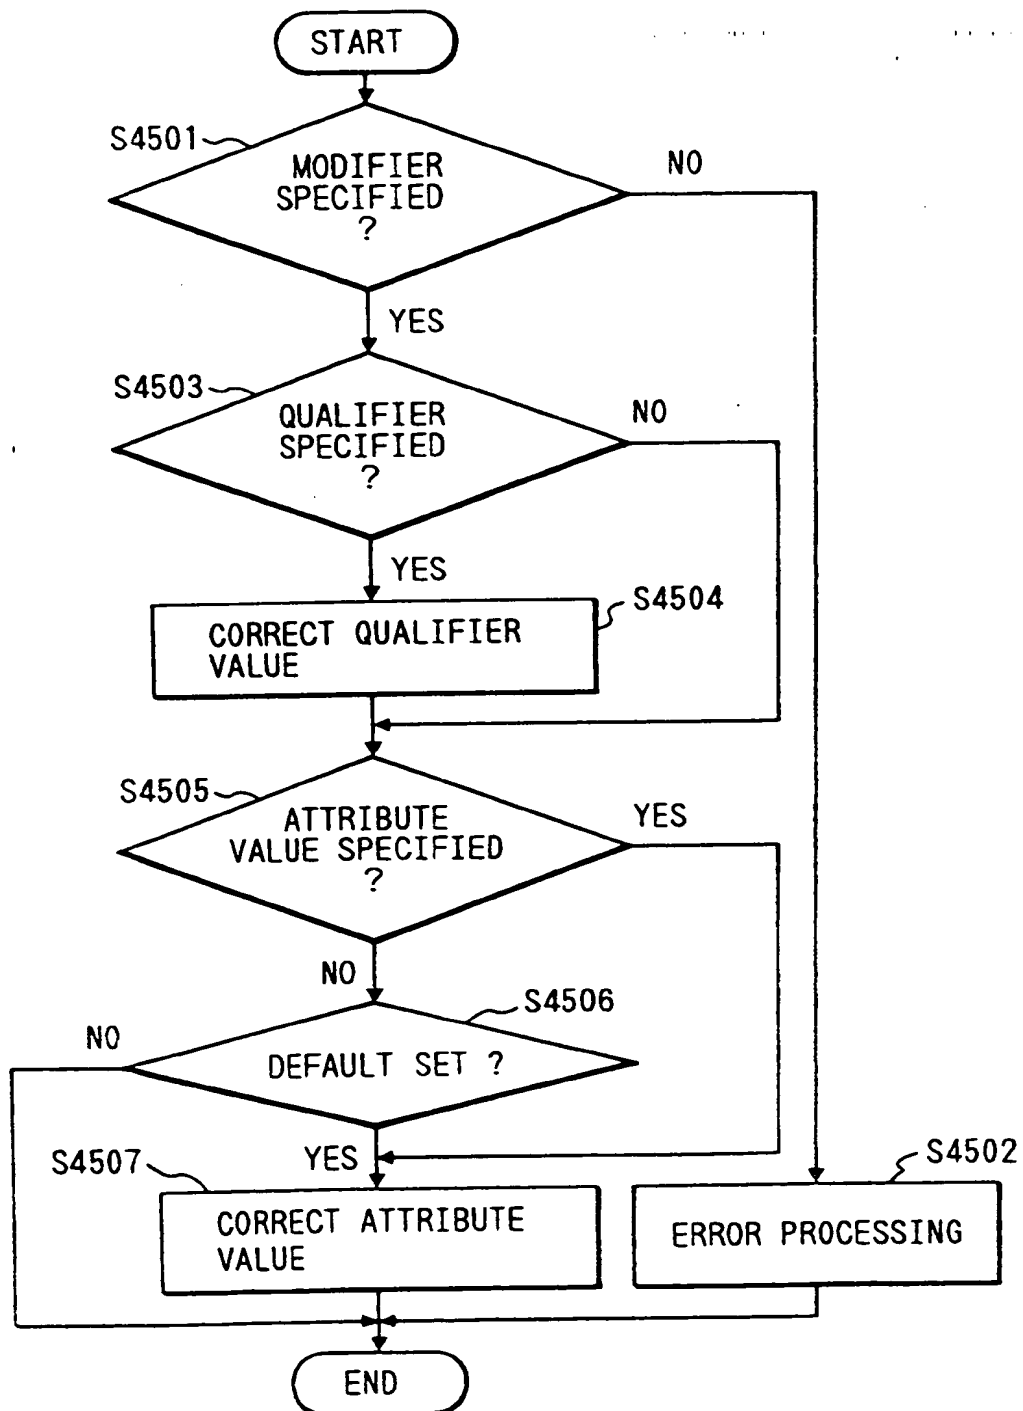 START
S4501
MODIFIER
SPECIFIED
?
NO
YES
S4503
QUALIFIER
SPECIFIED
?
NO
YES
S4504
CORRECT QUALIFIER
VALUE
S4505
ATTRIBUTE
VALUE SPECIFIED
?
YES
NO
S4506
NO
DEFAULT SET ?
YES
S4507
S4502
CORRECT ATTRIBUTE
VALUE
ERROR PROCESSING
END